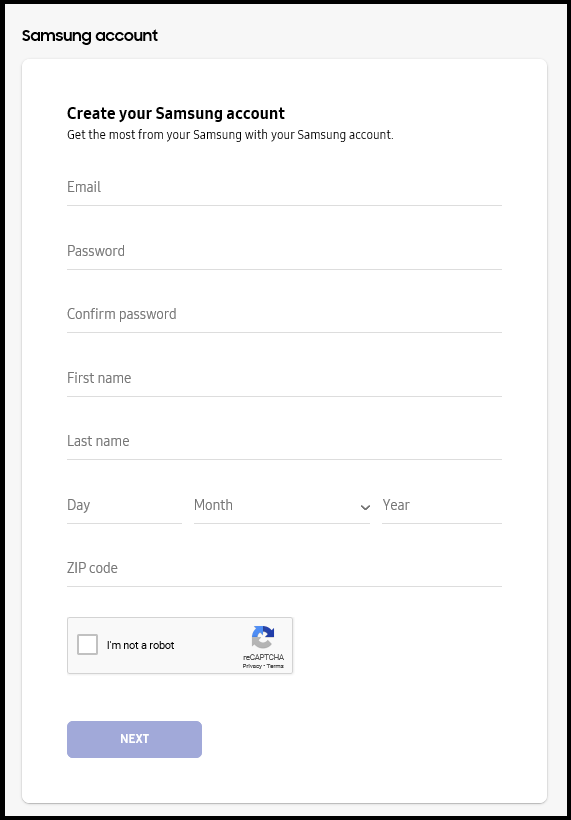 Samsung account
Create your Samsung account
Get the most from your Samsung with your Samsung account.
Email
Password
Confirm password
First name
Last name
Day Month Year
ZIP code
I'm not a robot
reCAPTCHA
Privacy - Terms
NEXT